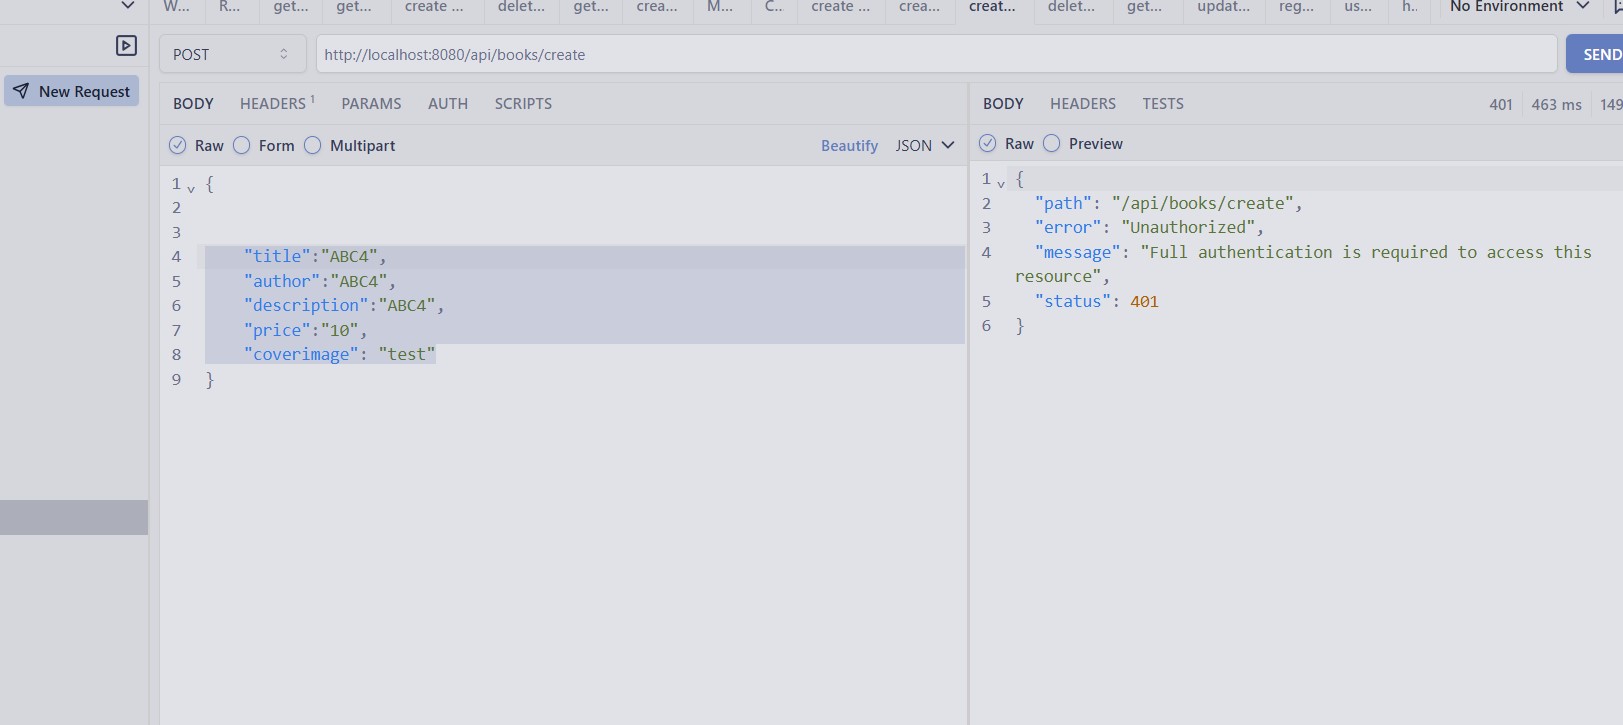 W... R... get... get... create ... delet... get... crea... M... C... create ... crea... creat... delet... get... updat... reg... us... h... No Environment
POST http://localhost:8080/api/books/create SEND
New Request
BODY HEADERS 1 PARAMS AUTH SCRIPTS
Raw Form Multipart Beautify JSON
1 {
2
3
4 "title":"ABC4",
5 "author":"ABC4",
6 "description":"ABC4",
7 "price":"10",
8 "coverimage": "test"
9 }
BODY HEADERS TESTS 401 463 ms 149
Raw Preview
1 {
2 "path": "/api/books/create",
3 "error": "Unauthorized",
4 "message": "Full authentication is required to access this
resource",
5 "status": 401
6 }